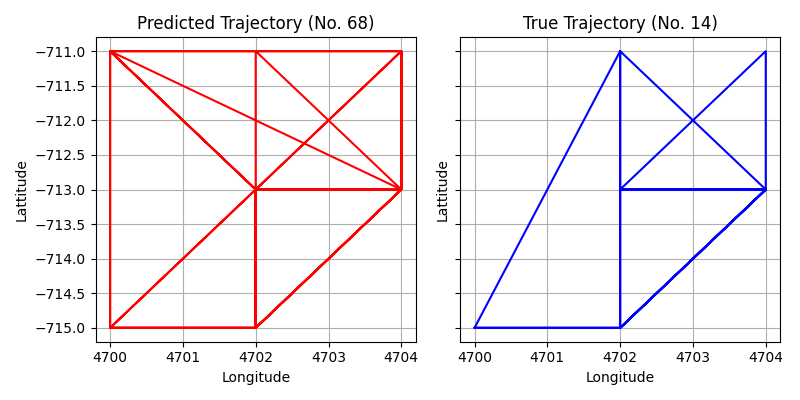 Predicted Trajectory (No. 68)
True Trajectory (No. 14)
−711.0
−711.5
−712.0
−712.5
−713.0
−713.5
−714.0
−714.5
−715.0
Lattitude
Lattitude
4700 4701 4702 4703 4704
4700 4701 4702 4703 4704
Longitude
Longitude